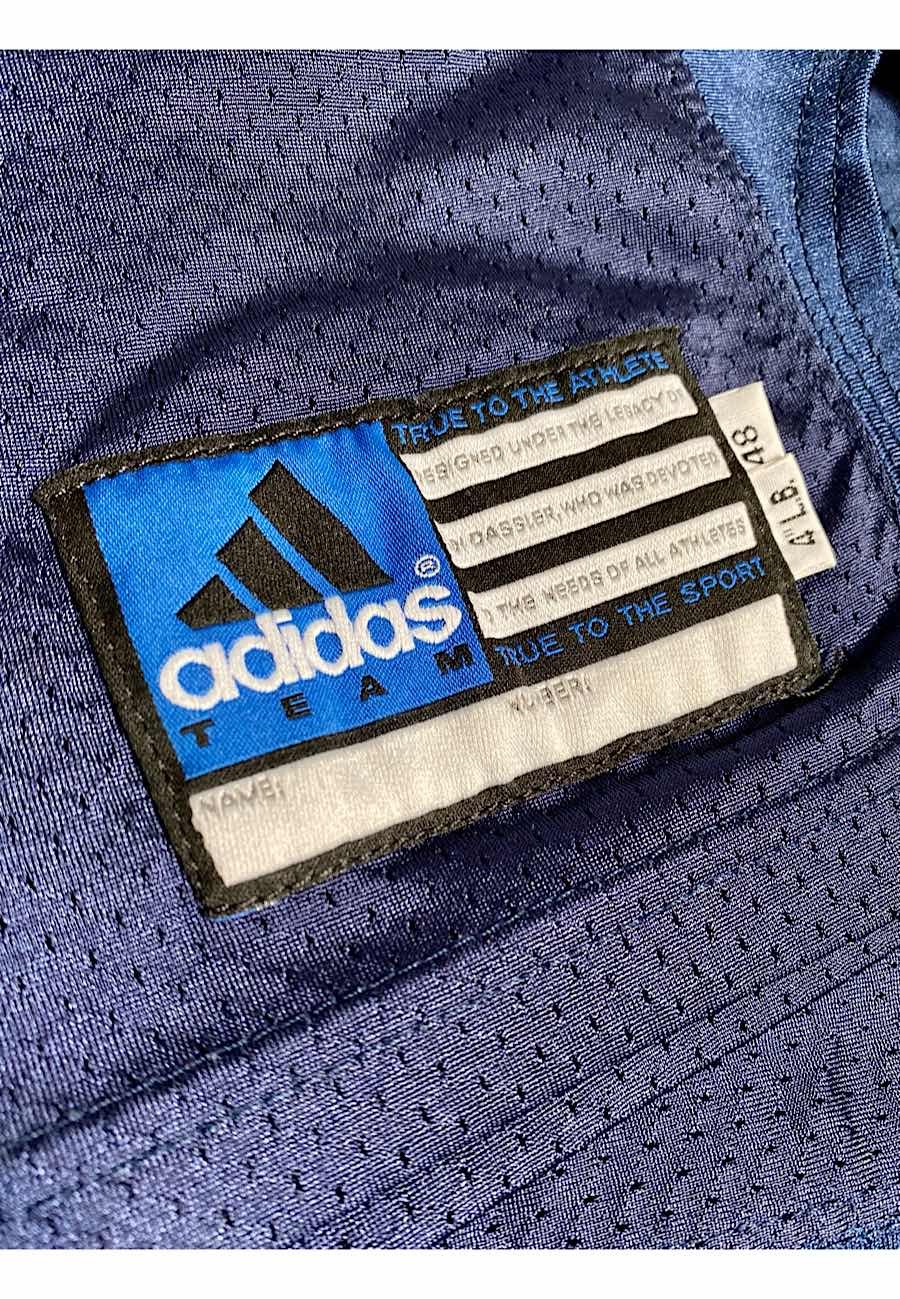 TRUE TO THE ATHLETE
DESIGNED UNDER THE LEGACY OF
DASSLER, WHO WAS DEVOTED
THE NEEDS OF ALL ATHLETES
TRUE TO THE SPORT
adidas®
TEAM
NAME:
48
4" L.B.